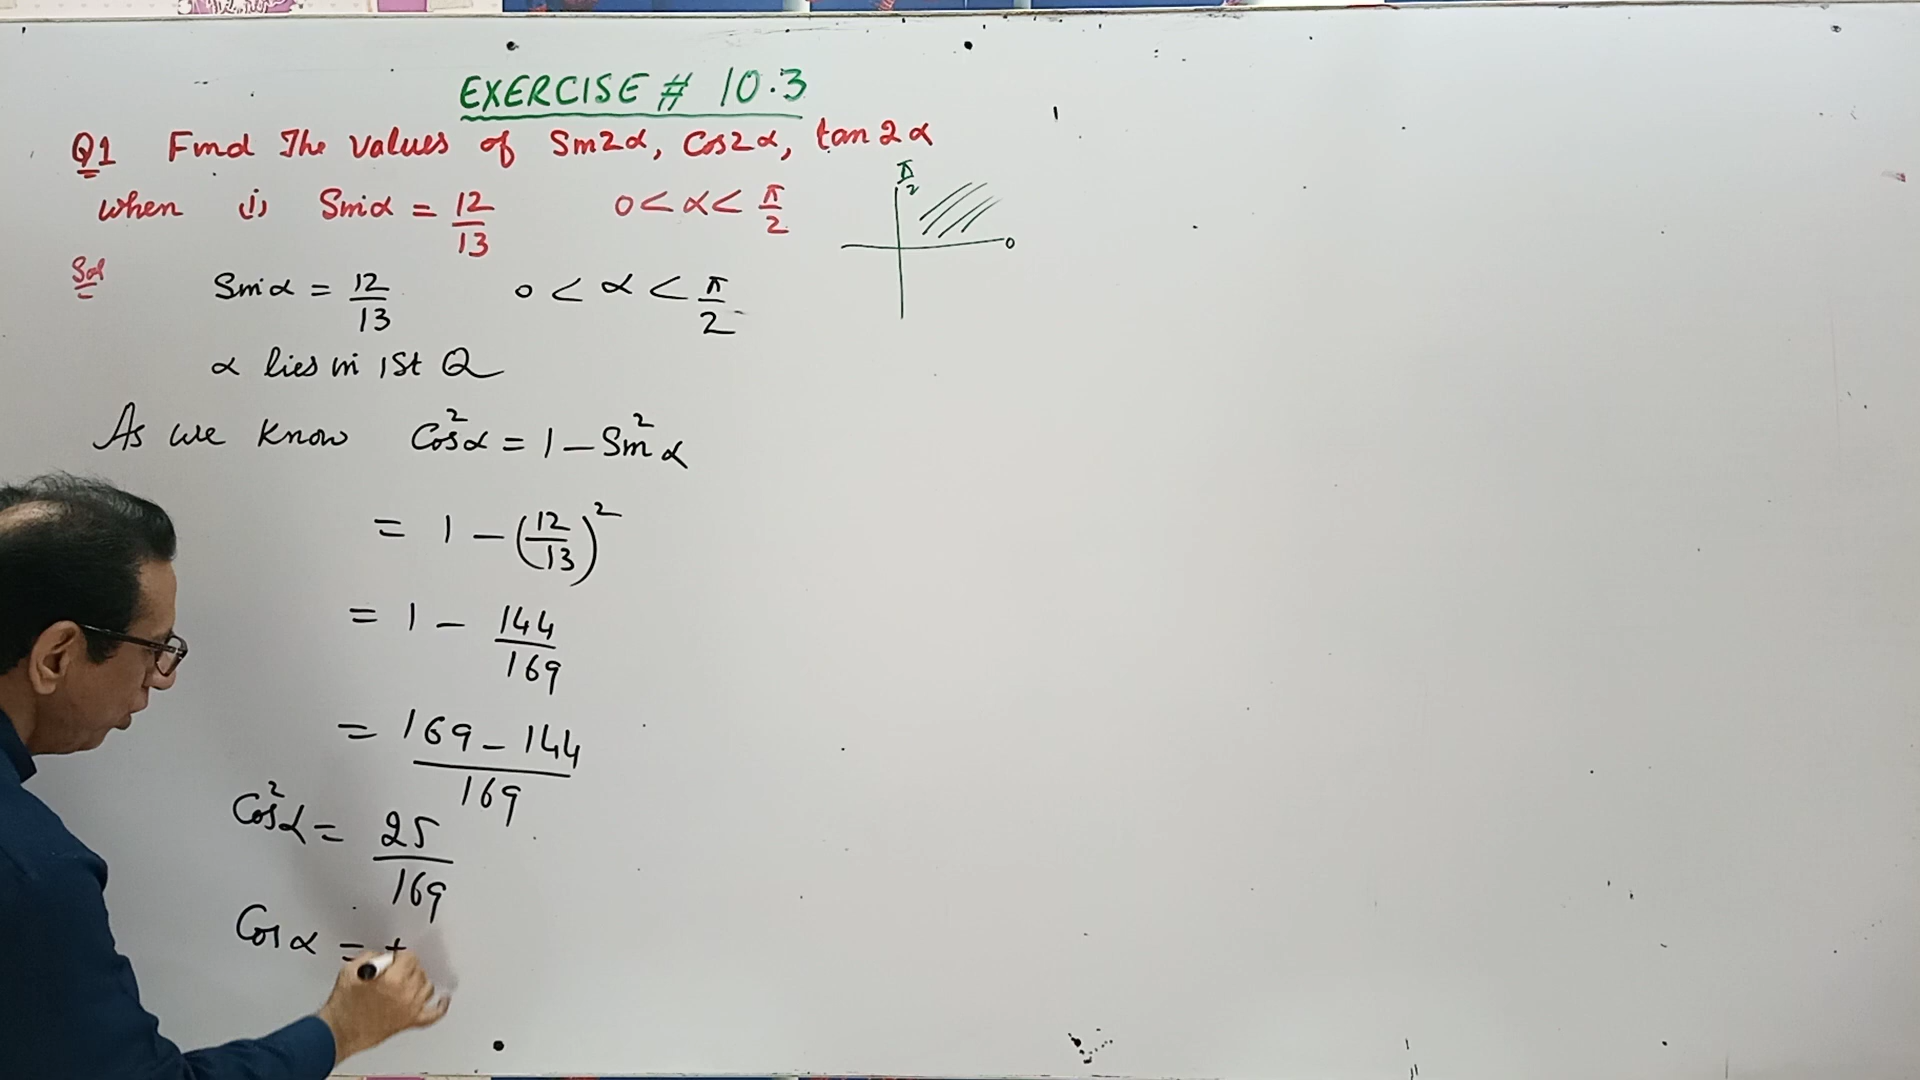 EXERCISE # 10.3
Q1 Find The values of Sin2α, Cos2α, tan 2α
when (i) Sinα = 12/13 0 < α < π/2
π/2
0
Sol Sinα = 12/13 0 < α < π/2
α lies in 1st Q
As we know Cos²α = 1 – Sin²α
= 1 – (12/13)²
= 1 – 144/169
= 169 – 144/169
Cos²α = 25/169
Cosα = +